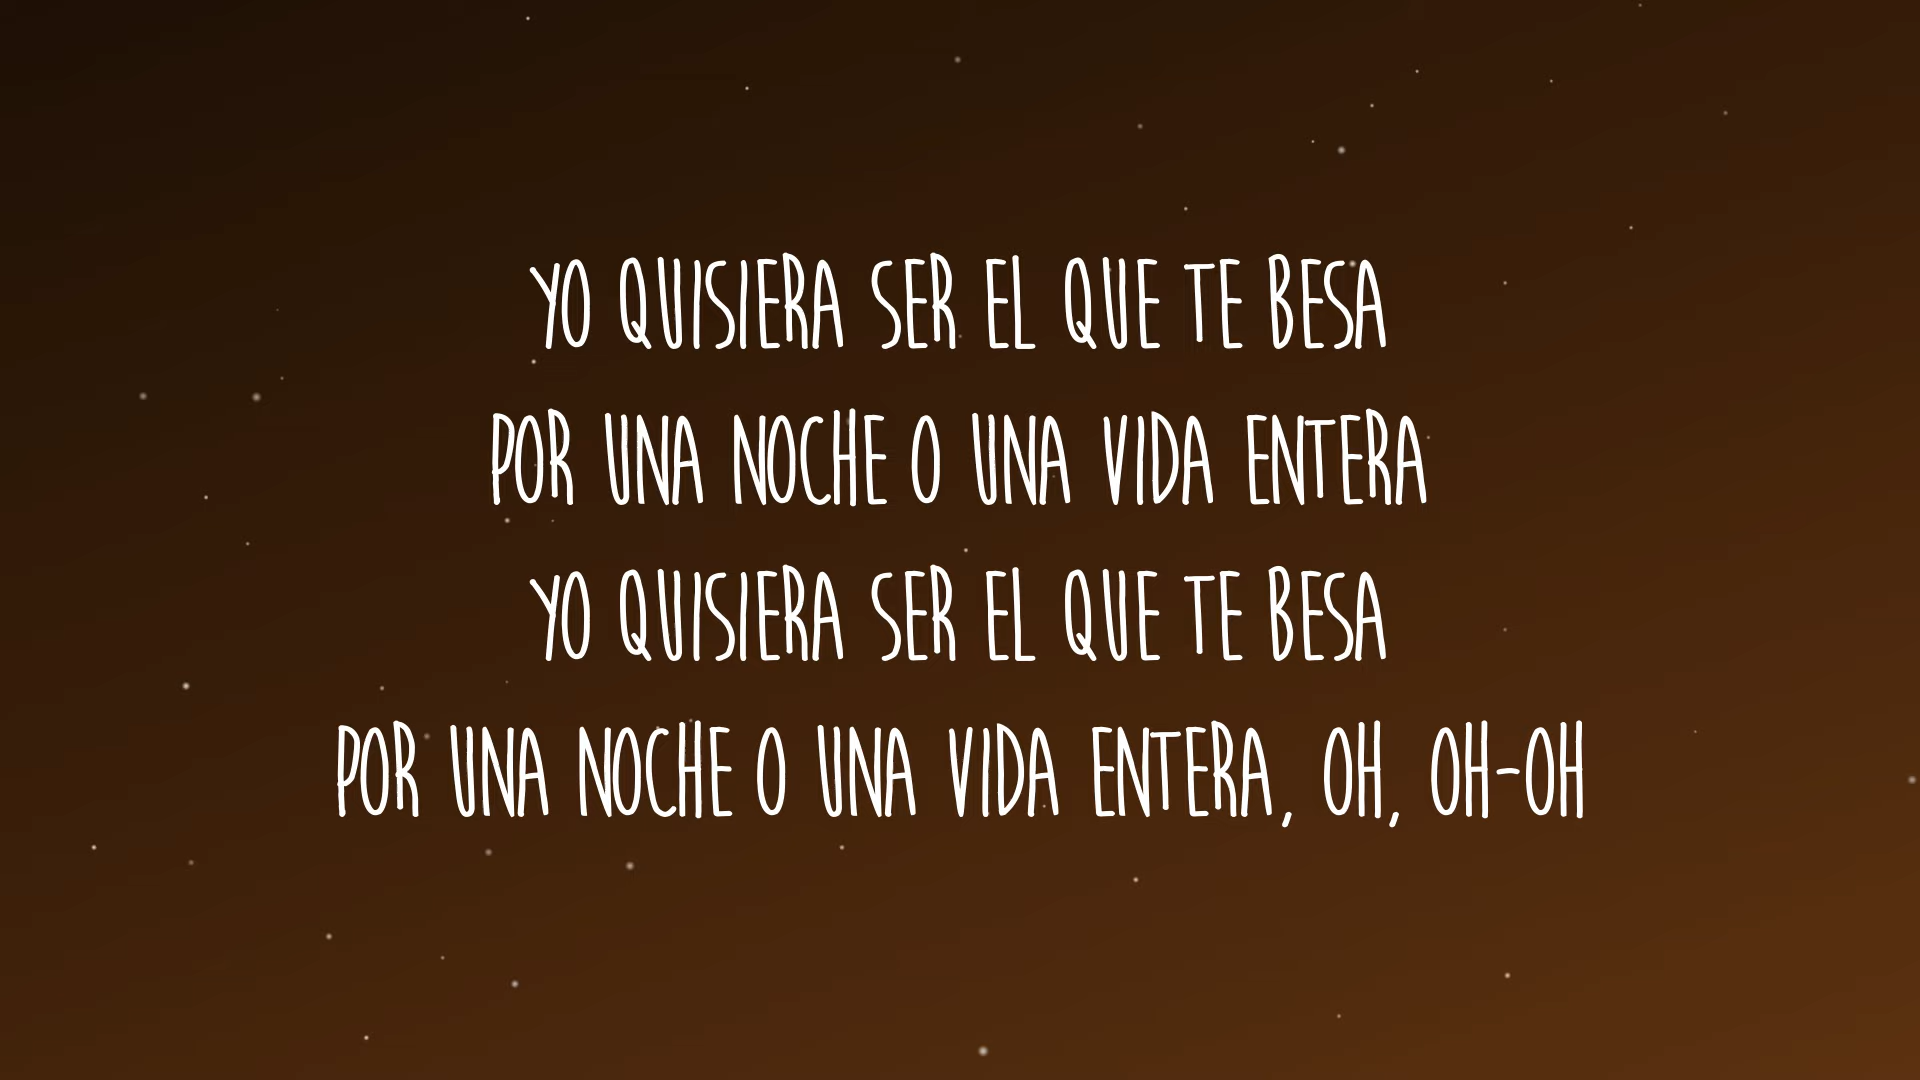 YO QUISIERA SER EL QUE TE BESA
POR UNA NOCHE O UNA VIDA ENTERA
YO QUISIERA SER EL QUE TE BESA
POR UNA NOCHE O UNA VIDA ENTERA, OH, OH-OH